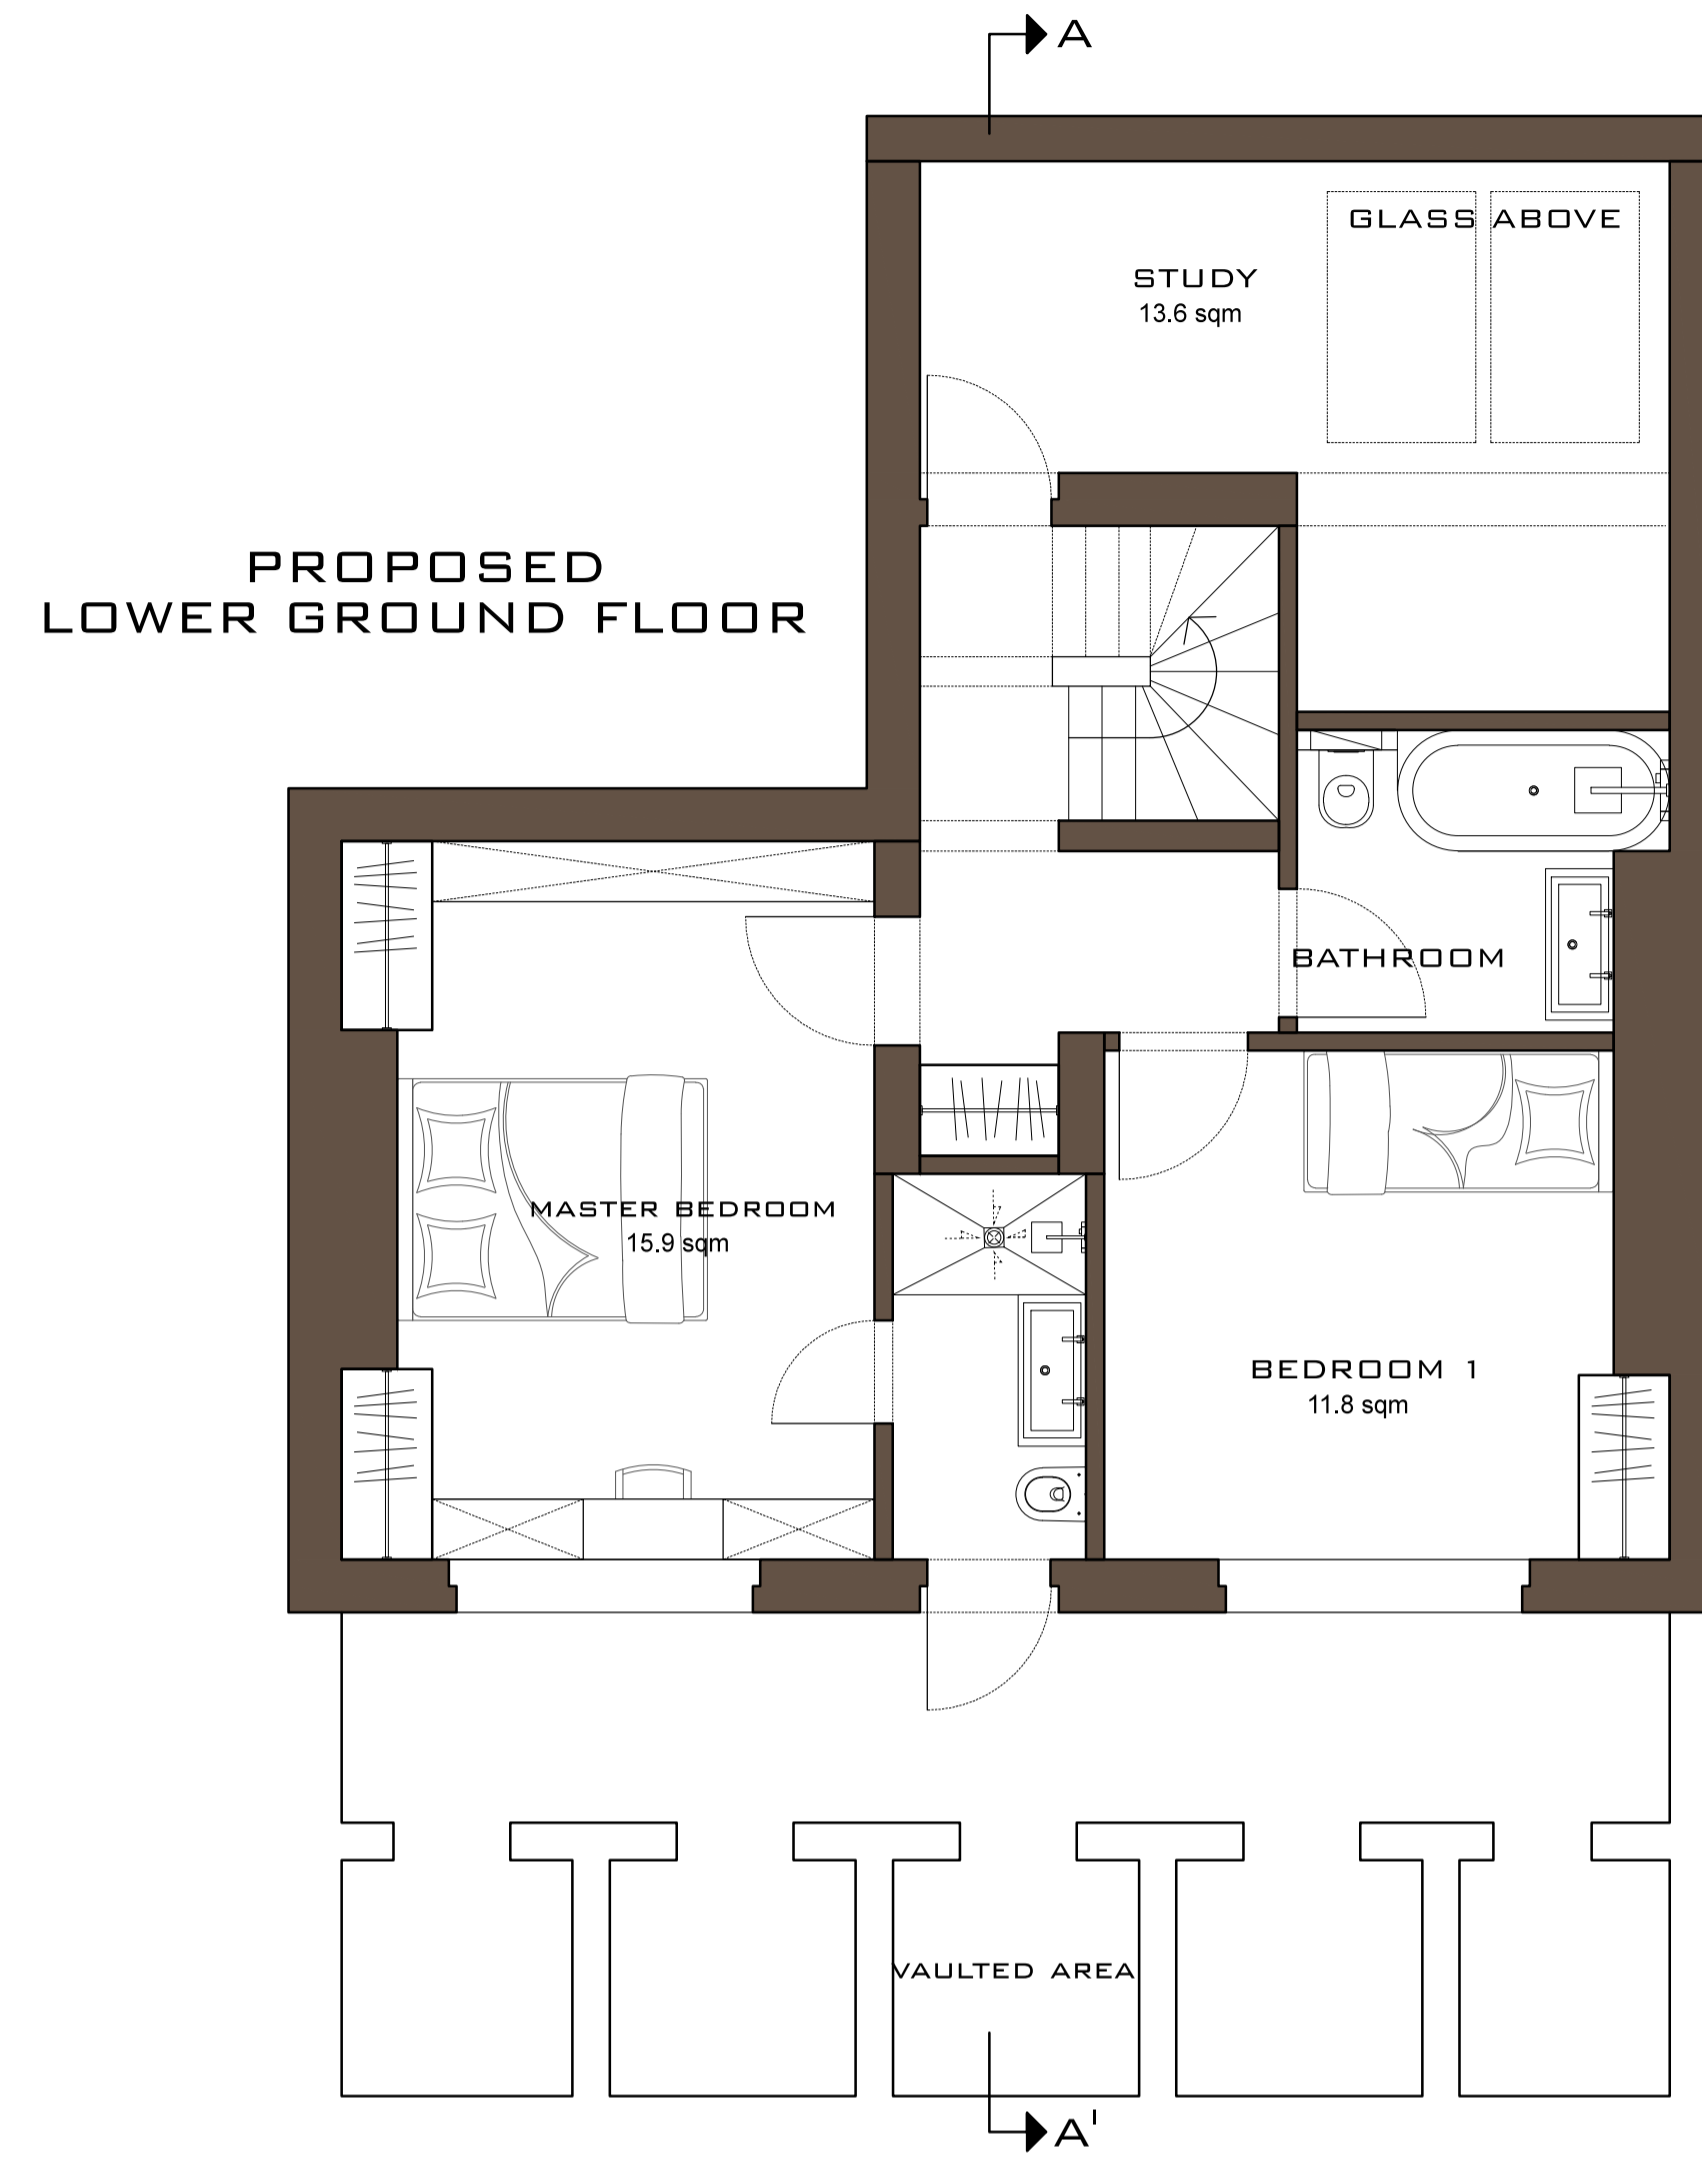 A
GLASS ABOVE
STUDY
13.6 sqm
PROPOSED
LOWER GROUND FLOOR
BATHROOM
MASTER BEDROOM
15.9 sqm
BEDROOM 1
11.8 sqm
VAULTED AREA
A'